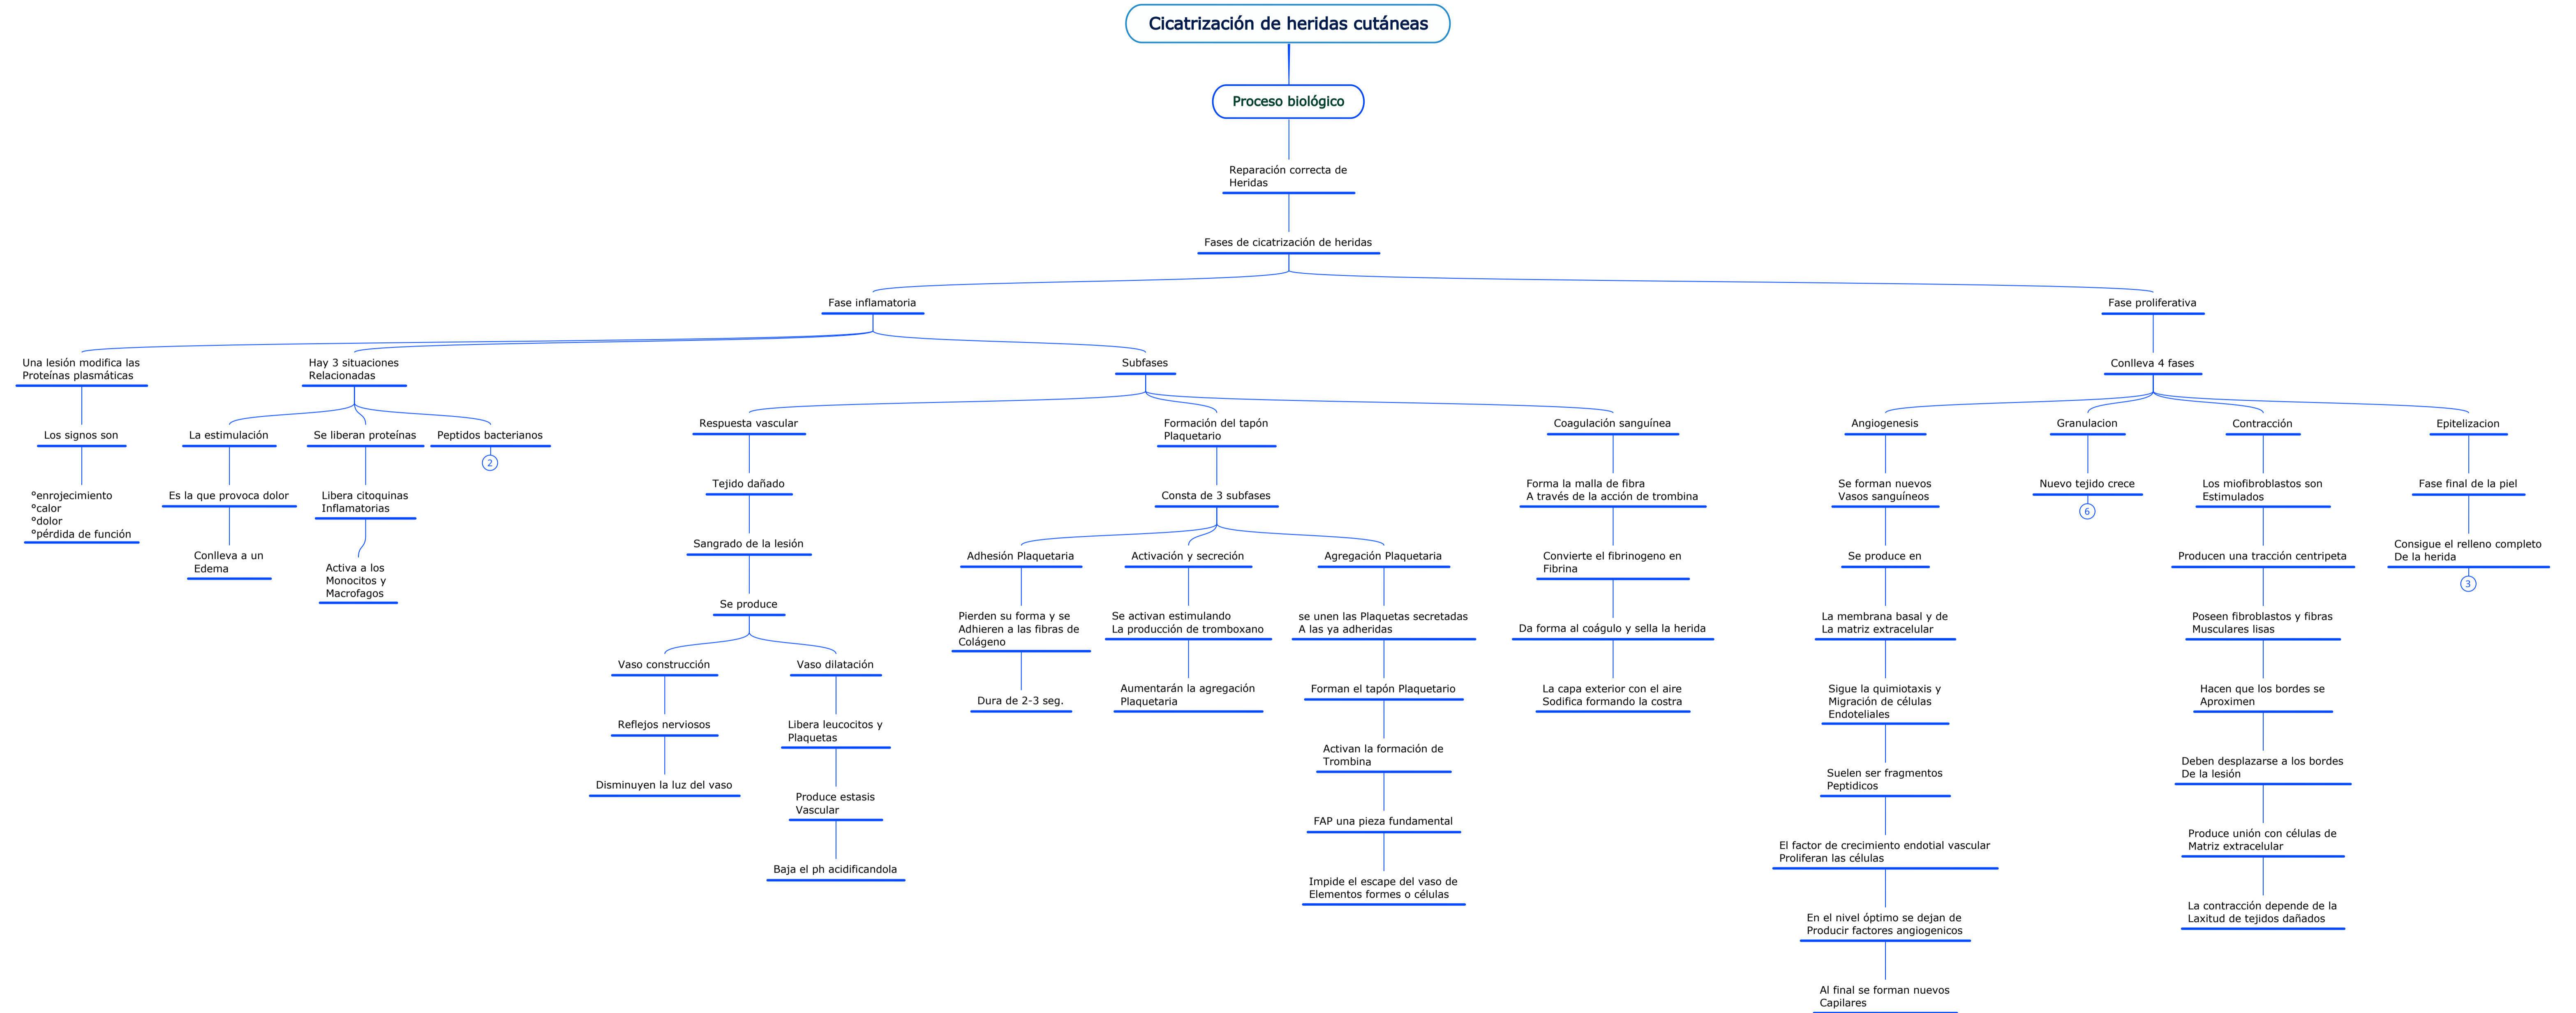 Cicatrización de heridas cutáneas
Proceso biológico
Reparación correcta de
Heridas
Fases de cicatrización de heridas
Fase inflamatoria
Una lesión modifica las
Proteínas plasmáticas
Los signos son
°enrojecimiento
°calor
°dolor
°pérdida de función
Hay 3 situaciones
Relacionadas
La estimulación
Es la que provoca dolor
Conlleva a un
Edema
Se liberan proteínas
Libera citoquinas
Inflamatorias
Activa a los
Monocitos y
Macrofagos
Peptidos bacterianos
2
Subfases
Respuesta vascular
Tejido dañado
Sangrado de la lesión
Se produce
Vaso construcción
Reflejos nerviosos
Disminuyen la luz del vaso
Vaso dilatación
Libera leucocitos y
Plaquetas
Produce estasis
Vascular
Baja el ph acidificandola
Formación del tapón
Plaquetario
Consta de 3 subfases
Adhesión Plaquetaria
Pierden su forma y se
Adhieren a las fibras de
Colágeno
Dura de 2-3 seg.
Activación y secreción
Se activan estimulando
La producción de tromboxano
Aumentarán la agregación
Plaquetaria
Agregación Plaquetaria
se unen las Plaquetas secretadas
A las ya adheridas
Forman el tapón Plaquetario
Activan la formación de
Trombina
FAP una pieza fundamental
Impide el escape del vaso de
Elementos formes o células
Coagulación sanguínea
Forma la malla de fibra
A través de la acción de trombina
Convierte el fibrinogeno en
Fibrina
Da forma al coágulo y sella la herida
La capa exterior con el aire
Sodifica formando la costra
Fase proliferativa
Conlleva 4 fases
Angiogenesis
Se forman nuevos
Vasos sanguíneos
Se produce en
La membrana basal y de
La matriz extracelular
Sigue la quimiotaxis y
Migración de células
Endoteliales
Suelen ser fragmentos
Peptidicos
El factor de crecimiento endotial vascular
Proliferan las células
En el nivel óptimo se dejan de
Producir factores angiogenicos
Al final se forman nuevos
Capilares
Granulacion
Nuevo tejido crece
6
Contracción
Los miofibroblastos son
Estimulados
Producen una tracción centripeta
Poseen fibroblastos y fibras
Musculares lisas
Hacen que los bordes se
Aproximen
Deben desplazarse a los bordes
De la lesión
Produce unión con células de
Matriz extracelular
La contracción depende de la
Laxitud de tejidos dañados
Epitelizacion
Fase final de la piel
Consigue el relleno completo
De la herida
3